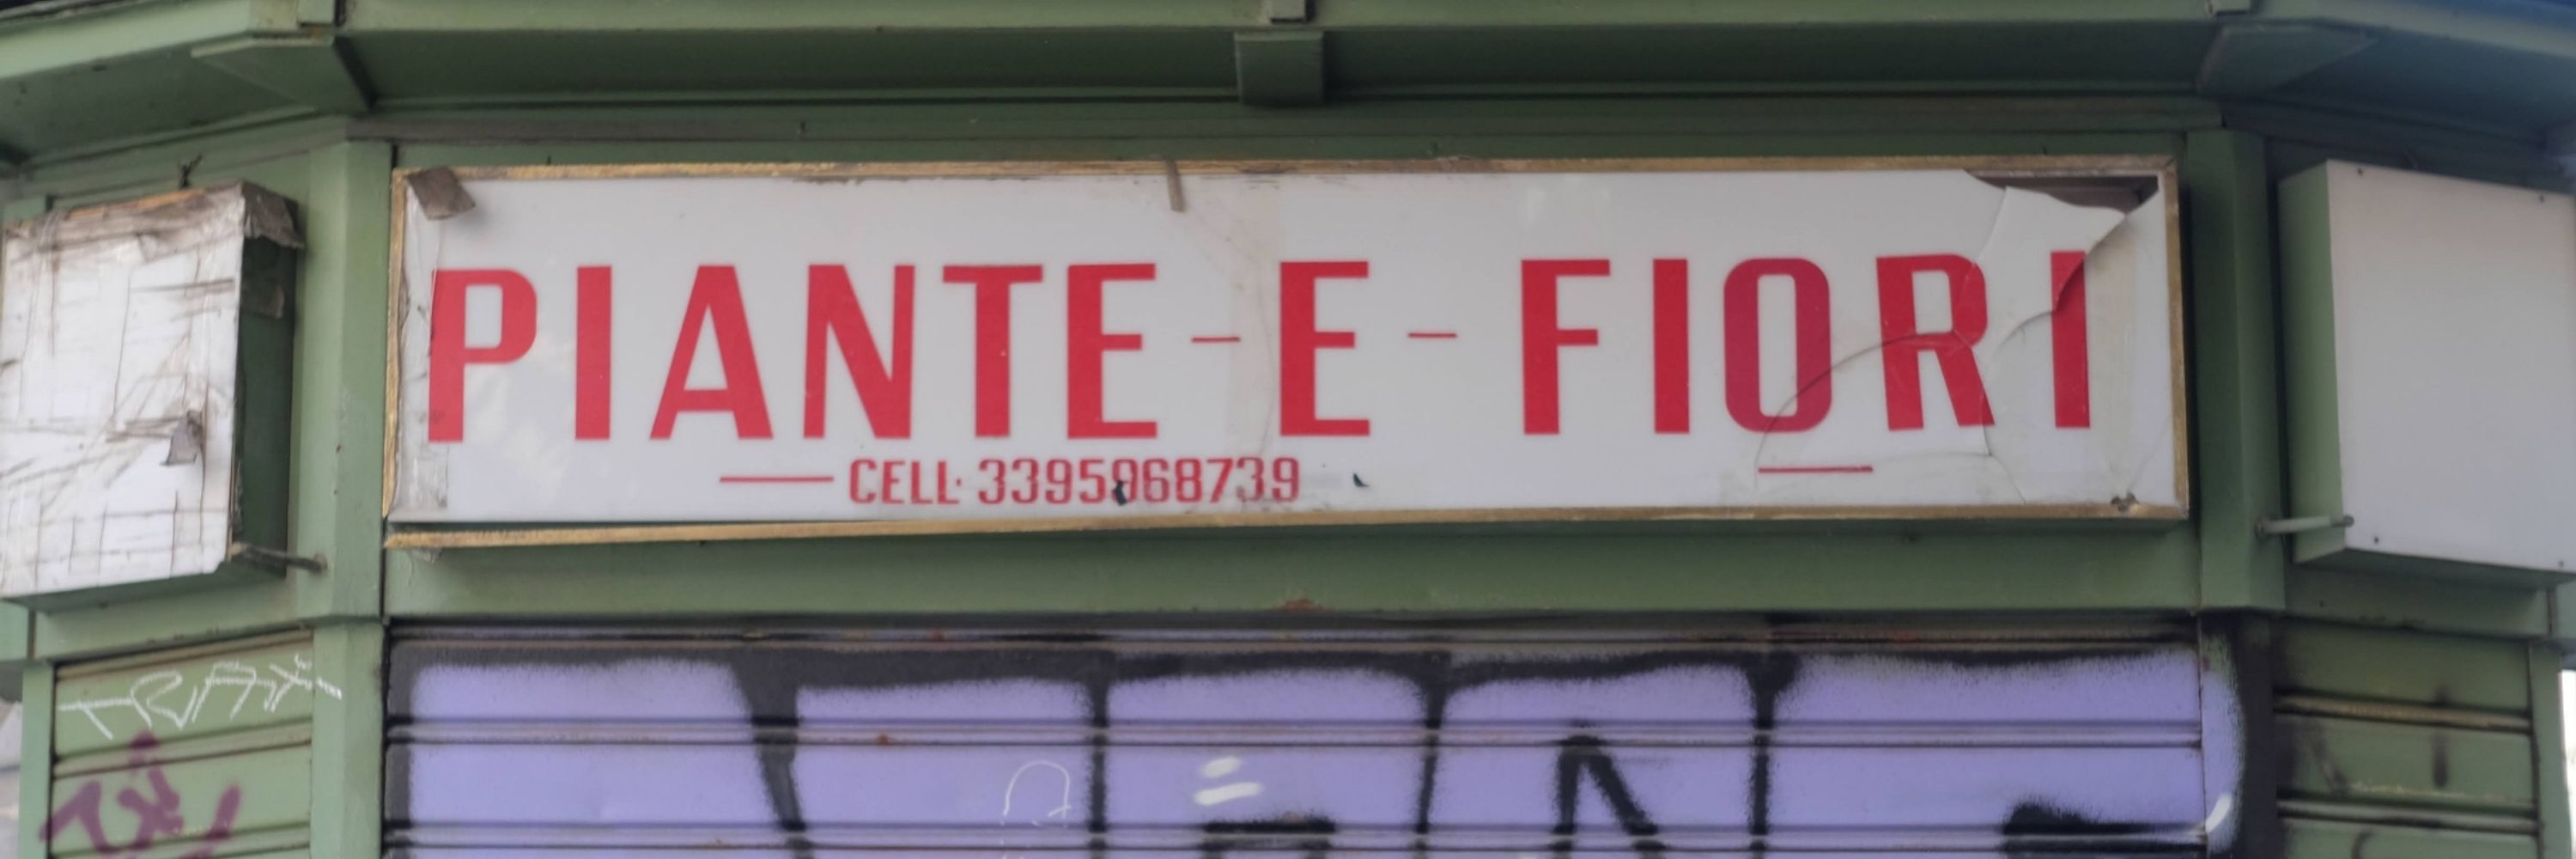 PIANTE - E - FIORI
CELL. 3395968739